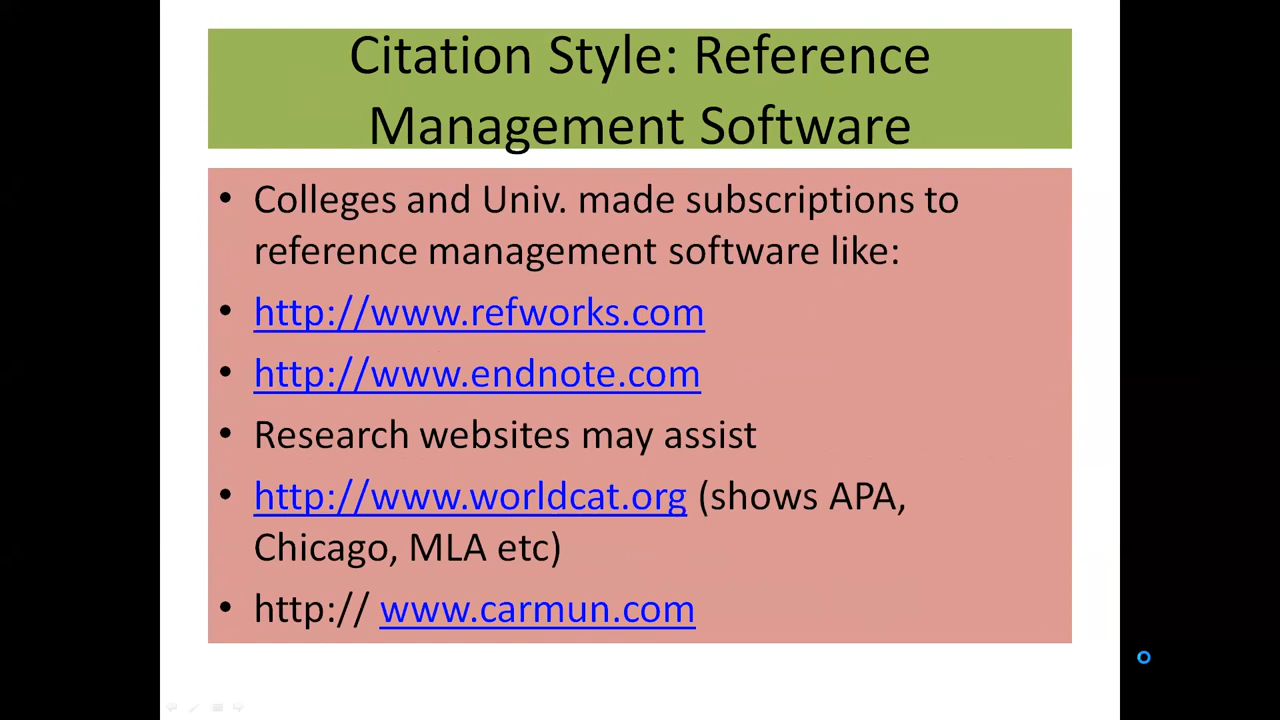 Citation Style: Reference
Management Software
• Colleges and Univ. made subscriptions to
reference management software like:
• http://www.refworks.com
• http://www.endnote.com
• Research websites may assist
• http://www.worldcat.org (shows APA,
Chicago, MLA etc)
• http:// www.carmun.com